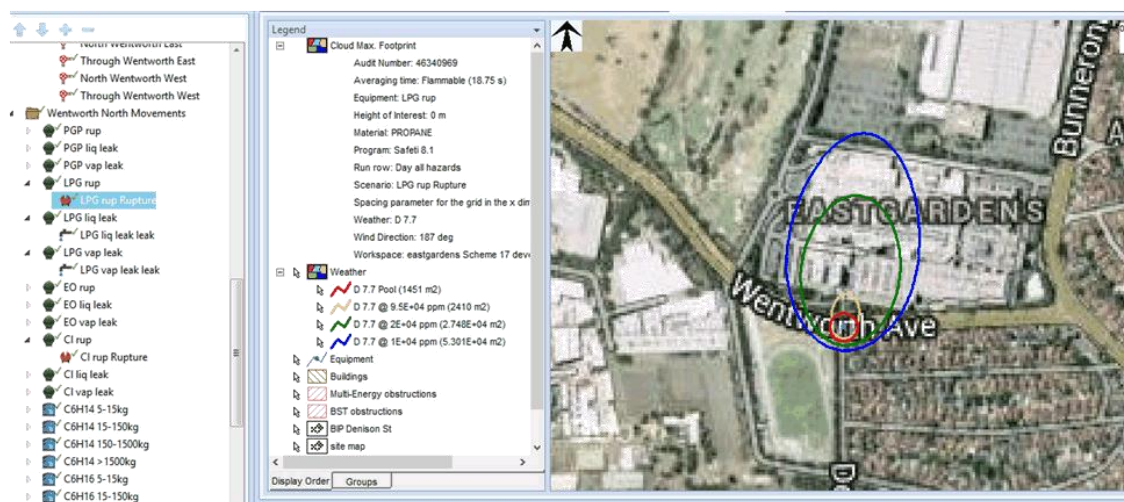 North Wentworth East
Through Wentworth East
North Wentworth West
Through Wentworth West
Wentworth North Movements
PGP rup
PGP liq leak
PGP vap leak
LPG rup
LPG rup Rupture
LPG liq leak
LPG liq leak leak
LPG vap leak
LPG vap leak leak
EO rup
EO liq leak
EO vap leak
CI rup
CI rup Rupture
CI liq leak
CI vap leak
C6H14 5-15kg
C6H14 15-150kg
C6H14 150-1500kg
C6H14 >1500kg
C6H16 5-15kg
C6H16 15-150kg
Legend
Cloud Max. Footprint
Audit Number: 46340969
Averaging time: Flammable (18.75 s)
Equipment: LPG rup
Height of Interest: 0 m
Material: PROPANE
Program: Safeti 8.1
Run row: Day all hazards
Scenario: LPG rup Rupture
Spacing parameter for the grid in the x
Weather: D 7.7
Wind Direction: 187 deg
Workspace: eastgardens Scheme 17
Weather
D 7.7 Pool (1451 m2)
D 7.7 @ 9.5E+04 ppm (2410 m2)
D 7.7 @ 2E+04 ppm (2.748E+04 m2)
D 7.7 @ 1E+04 ppm (5.301E+04 m2)
Equipment
Buildings
Multi-Energy obstructions
BST obstructions
BIP Denison St
site map
Display Order Groups
Bunneron
A
EASTGARDENS
Wentworth Ave